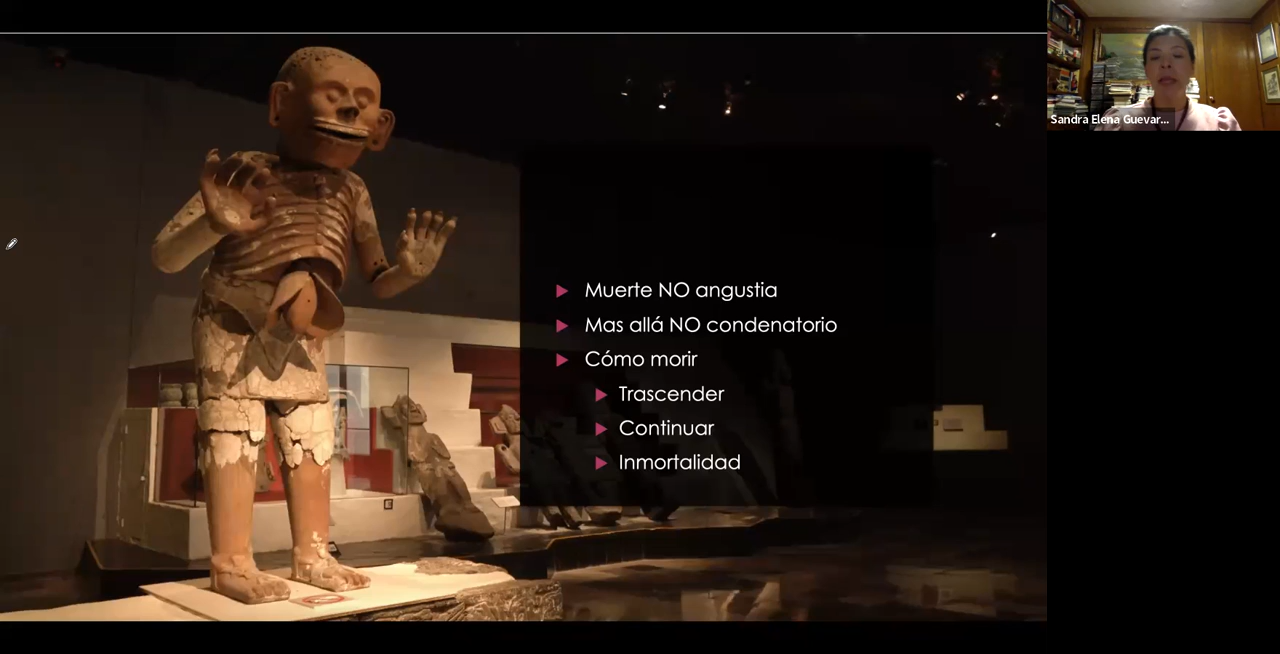 Muerte NO angustia
Mas allá NO condenatorio
Cómo morir
Trascender
Continuar
Inmortalidad
Sandra Elena Guevar...